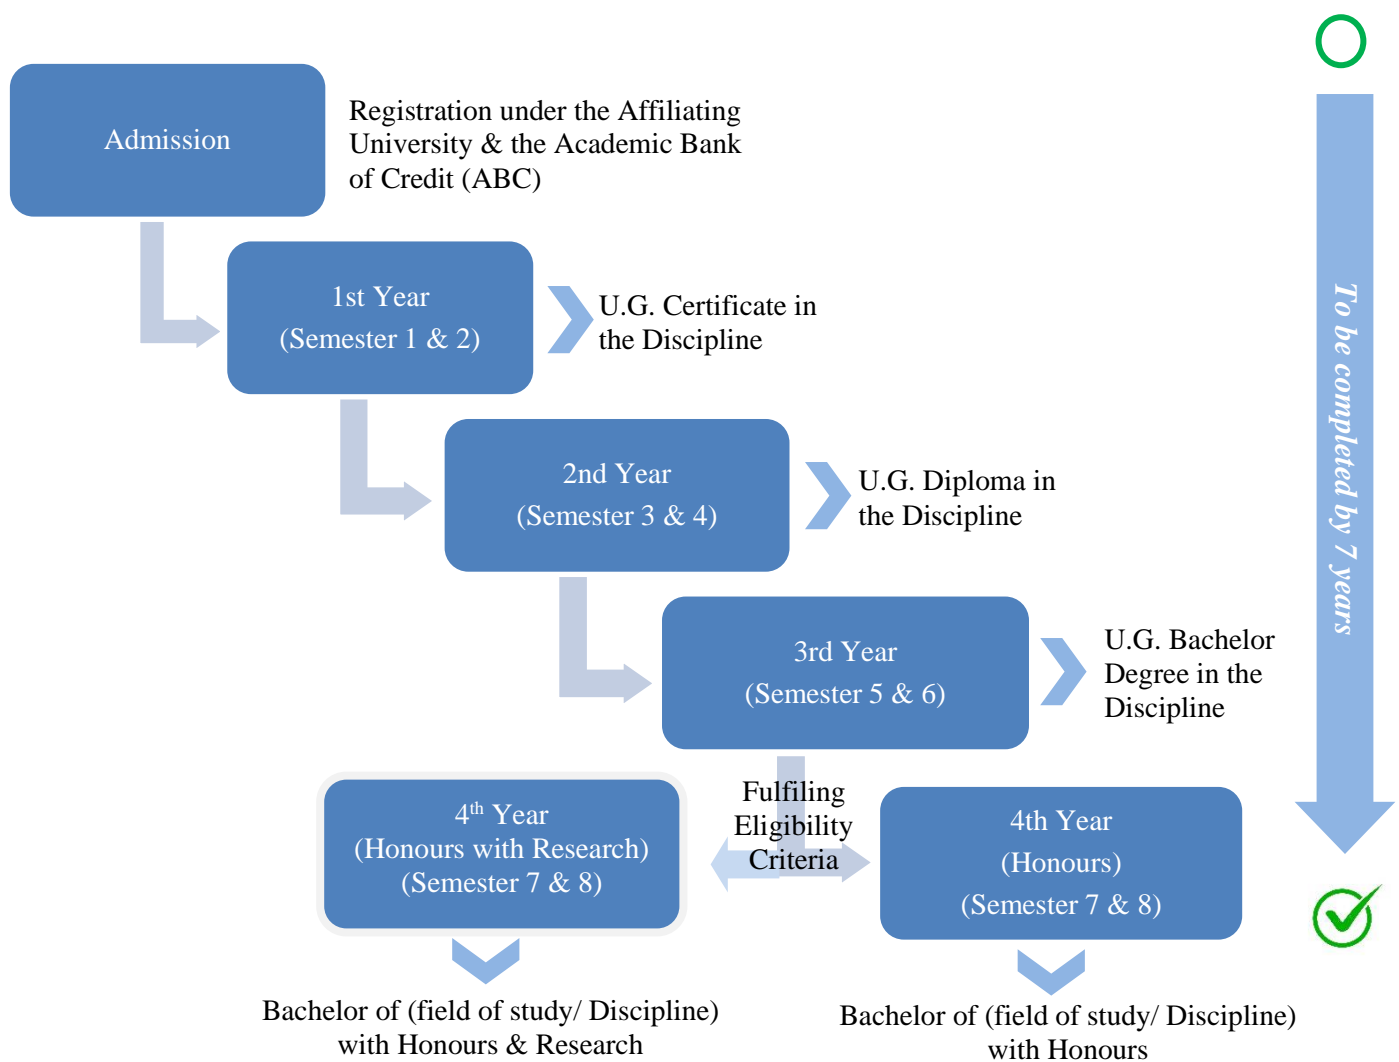 Admission
Registration under the Affiliating
University & the Academic Bank
of Credit (ABC)
1st Year
(Semester 1 & 2)
U.G. Certificate in
the Discipline
2nd Year
(Semester 3 & 4)
U.G. Diploma in
the Discipline
3rd Year
(Semester 5 & 6)
U.G. Bachelor
Degree in the
Discipline
To be completed by 7 years
Fulfiling
Eligibility
Criteria
4th Year
(Honours with Research)
(Semester 7 & 8)
4th Year
(Honours)
(Semester 7 & 8)
Bachelor of (field of study/ Discipline)
with Honours & Research
Bachelor of (field of study/ Discipline)
with Honours